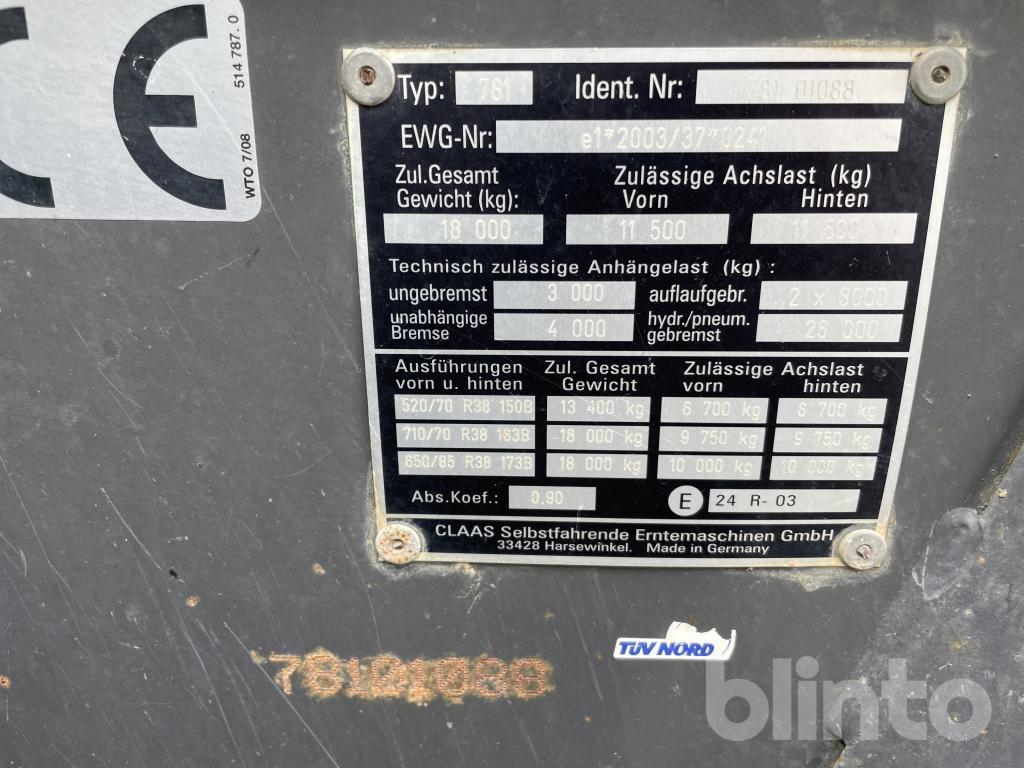 CE
514 787. 0
WTO 7/08
Typ: 781 Ident. Nr: 781 01088
EWG-Nr: e1*2003/37*0241
Zul.Gesamt Zulässige Achslast (kg)
Gewicht (kg): Vorn Hinten
18 000 11 500 11 500
Technisch zulässige Anhängelast (kg) :
ungebremst 3 000 auflaufgebr. 2 x 8000
unabhängige Bremse 4 000 hydr./pneum. gebremst 26 000
Ausführungen Zul. Gesamt Zulässige Achslast
vorn u. hinten Gewicht vorn hinten
520/70 R38 150B 13 400 kg 6 700 kg 6 700 kg
710/70 R38 183B 18 000 kg 9 750 kg 9 750 kg
650/85 R38 173B 18 000 kg 10 000 kg 10 000 kg
Abs.Koef.: 0.90 E 24 R- 03
CLAAS Selbstfahrende Erntemaschinen GmbH
33428 Harsewinkel. Made in Germany
TÜV NORD
78101088
blinto™